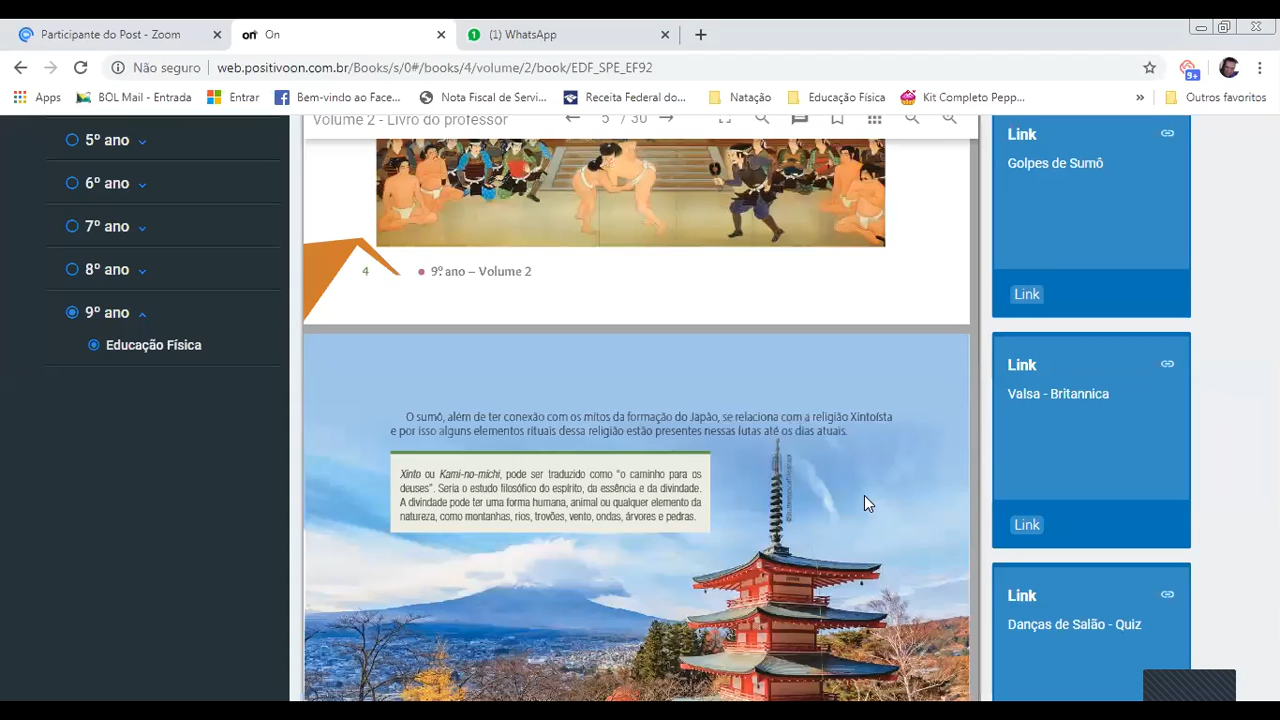 Participante do Post - Zoom
On
(1) WhatsApp
Não seguro
web.positivoon.com.br/Books/s/0#/books/4/volume/2/book/EDF_SPE_EF92
9+
Apps
BOL Mail - Entrada
Entrar
Bem-vindo ao Face...
Nota Fiscal de Servi...
Receita Federal do...
Natação
Educação Física
Kit Completo Pepp...
»
Outros favoritos
Volume 2 - Livro do professor
5 / 30
5º ano
6º ano
7º ano
8º ano
9º ano
Educação Física
4
9º. ano – Volume 2
O sumô, além de ter conexão com os mitos da formação do Japão, se relaciona com a religião Xintoísta
e por isso alguns elementos rituais dessa religião estão presentes nessas lutas até os dias atuais.
Xinto ou Kami-no-michi, pode ser traduzido como "o caminho para os
deuses". Seria o estudo filosófico do espírito, da essência e da divindade.
A divindade pode ter uma forma humana, animal ou qualquer elemento da
natureza, como montanhas, rios, trovões, vento, ondas, árvores e pedras.
Link
Golpes de Sumô
Link
Link
Valsa - Britannica
Link
Link
Danças de Salão - Quiz